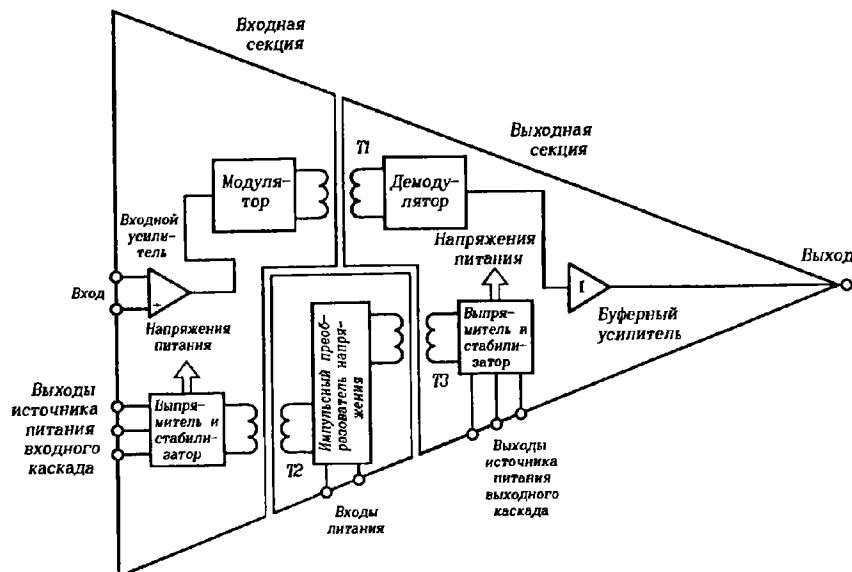 Входная
секция
Выходная
секция
T1
Модуля-
тор
Демоду-
лятор
Входной
усили-
тель
Напряжения
питания
Выход
Вход
Буферный
усилитель
Напряжения
питания
Импульсный преоб-
разователь напря-
жения
Выпря-
митель и
стабили-
затор
T3
Выходы
источника
питания
входного
каскада
Выпря-
митель и
стабили-
затор
T2
Входы
питания
Выходы
источника
питания
выходного
каскада